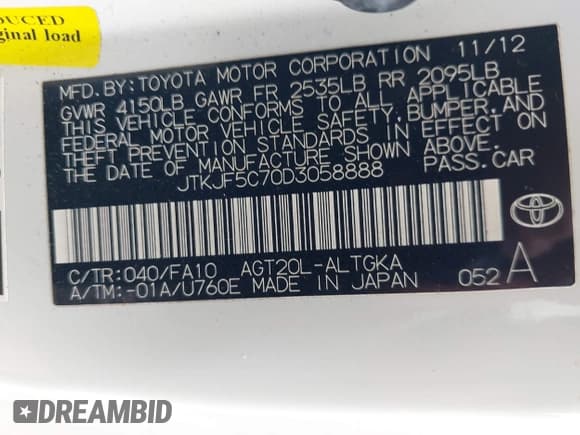 DUCED
ginal load
MFD. BY: TOYOTA MOTOR CORPORATION 11/12
GVWR 4150LB GAWR FR 2535LB RR 2095LB
THIS VEHICLE CONFORMS TO ALL APPLICABLE
FEDERAL MOTOR VEHICLE SAFETY, BUMPER, AND
THEFT PREVENTION STANDARDS IN EFFECT ON
THE DATE OF MANUFACTURE SHOWN ABOVE.
JTKJF5C70D3058888 PASS. CAR
TOYOTA
C/TR: 040/FA10 AGT20L-ALTGKA
A/TM: -01A/U760E MADE IN JAPAN 052 A
DREAMBID